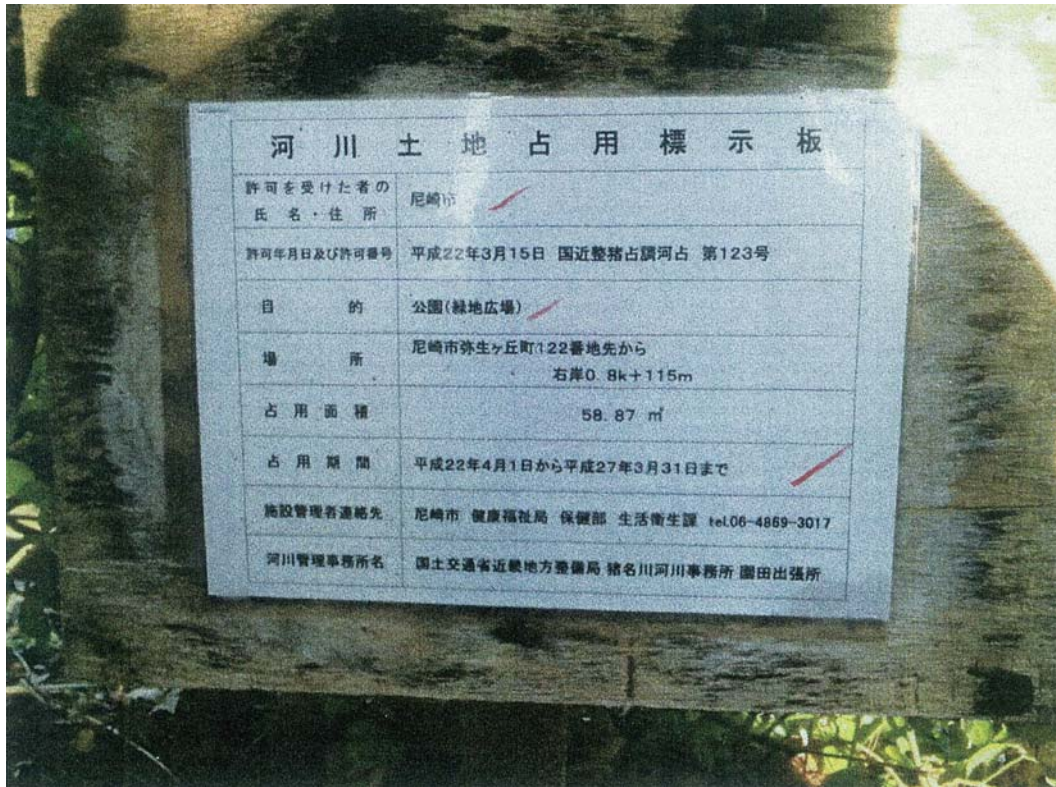 河川土地占用標示板
許可を受けた者の
氏名・住所
尼崎市
許可年月日及び許可番号
平成22年3月15日 国近整猪占調河占 第123号
目的
公園(緑地広場)
場所
尼崎市弥生ヶ丘町122番地先から
右岸0.8k+115m
占用面積
58.87 ㎡
占用期間
平成22年4月1日から平成27年3月31日まで
施設管理者連絡先
尼崎市 健康福祉局 保健部 生活衛生課 tel.06-4869-3017
河川管理事務所名
国土交通省近畿地方整備局 猪名川河川事務所 園田出張所